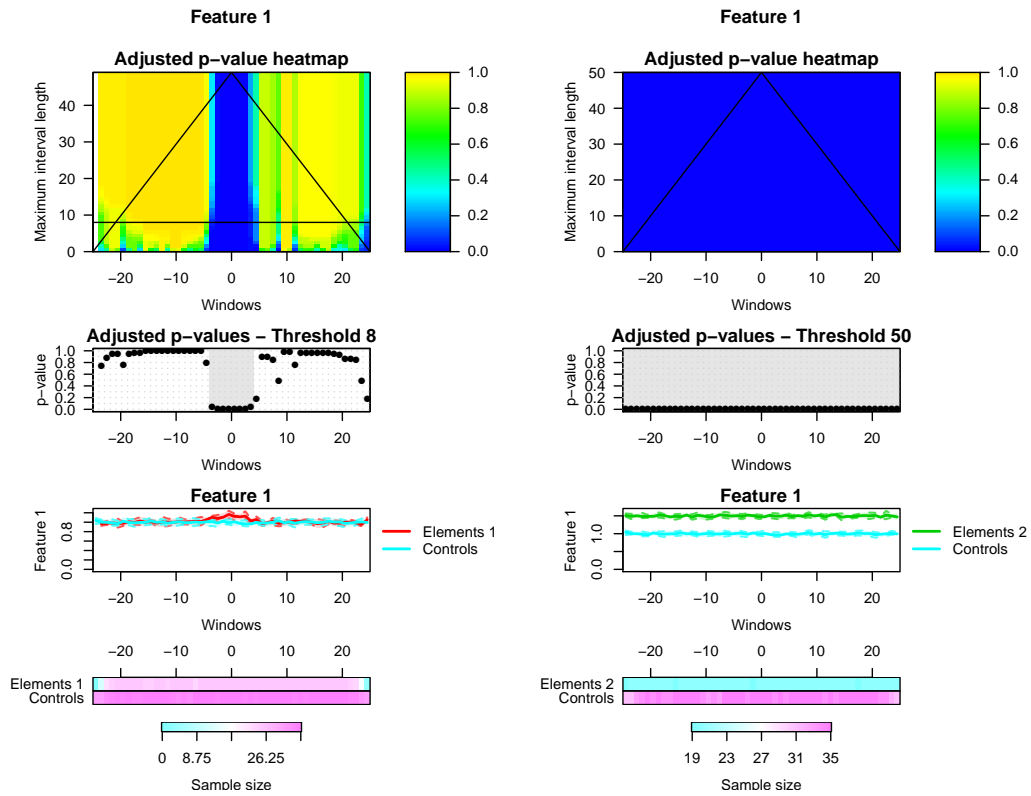 Feature 1
Adjusted p−value heatmap
Maximum interval length
0 10 20 30 40
−20 −10 0 10 20
Windows
0.0 0.2 0.4 0.6 0.8 1.0
Adjusted p−values − Threshold 8
p−value
0.0 0.2 0.4 0.6 0.8 1.0
−20 −10 0 10 20
Windows
Feature 1
Feature 1
0.0 0.8
−20 −10 0 10 20
Windows
Elements 1
Controls
−20 −10 0 10 20
Elements 1
Controls
0 8.75 26.25
Sample size
Feature 1
Adjusted p−value heatmap
Maximum interval length
0 10 20 30 40 50
−20 −10 0 10 20
Windows
0.0 0.2 0.4 0.6 0.8 1.0
Adjusted p−values − Threshold 50
p−value
0.0 0.2 0.4 0.6 0.8 1.0
−20 −10 0 10 20
Windows
Feature 1
Feature 1
0.0 1.0
−20 −10 0 10 20
Windows
Elements 2
Controls
−20 −10 0 10 20
Elements 2
Controls
19 23 27 31 35
Sample size